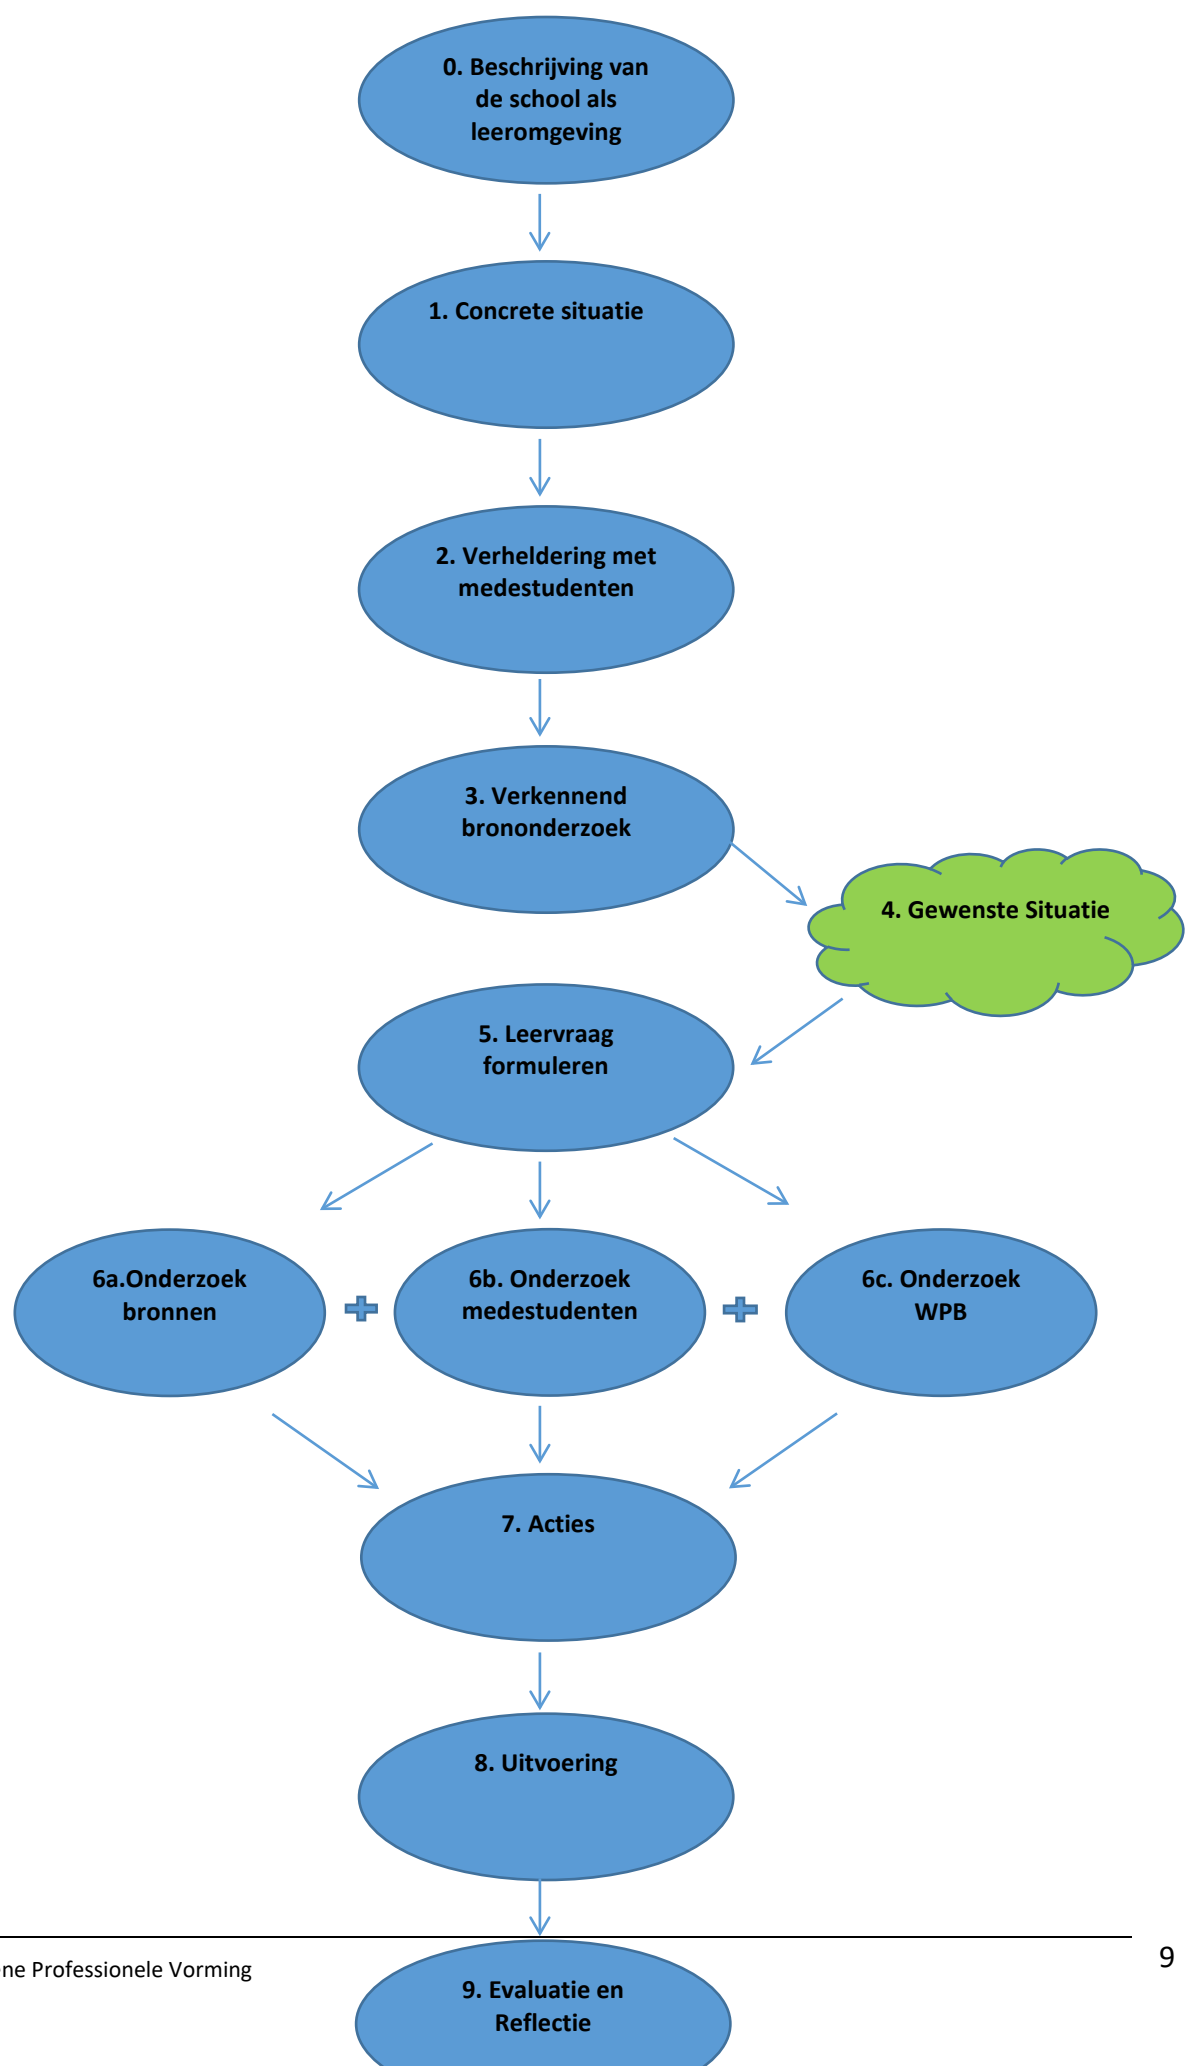 0. Beschrijving van
de school als
leeromgeving
1. Concrete situatie
2. Verheldering met
medestudenten
3. Verkennend
brononderzoek
4. Gewenste Situatie
5. Leervraag
formuleren
6a.Onderzoek
bronnen
6b. Onderzoek
medestudenten
6c. Onderzoek
WPB
7. Acties
8. Uitvoering
9. Evaluatie en
Reflectie
ne Professionele Vorming
9